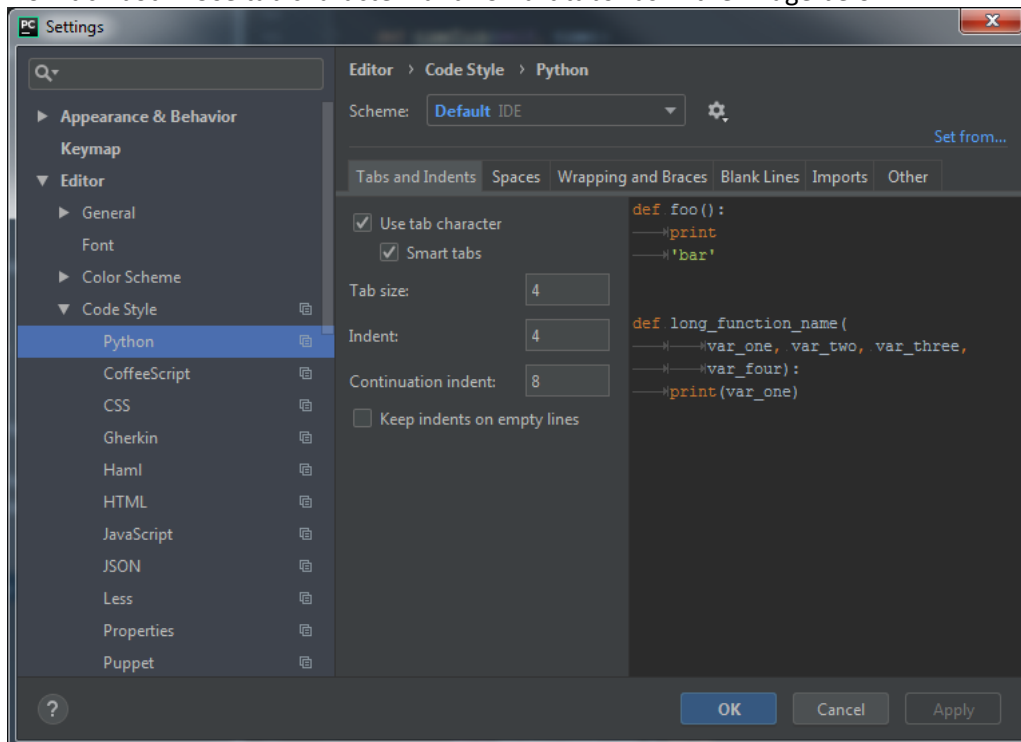 PC Settings
Editor › Code Style › Python
Scheme: Default IDE
Set from...
Appearance & Behavior
Keymap
Editor
General
Font
Color Scheme
Code Style
Python
CoffeeScript
CSS
Gherkin
Haml
HTML
JavaScript
JSON
Less
Properties
Puppet
Tabs and Indents Spaces Wrapping and Braces Blank Lines Imports Other
Use tab character
Smart tabs
Tab size: 4
Indent: 4
Continuation indent: 8
Keep indents on empty lines
def foo():
print
'bar'
def long_function_name(
var_one, var_two, var_three,
var_four):
print(var_one)
?
OK Cancel Apply